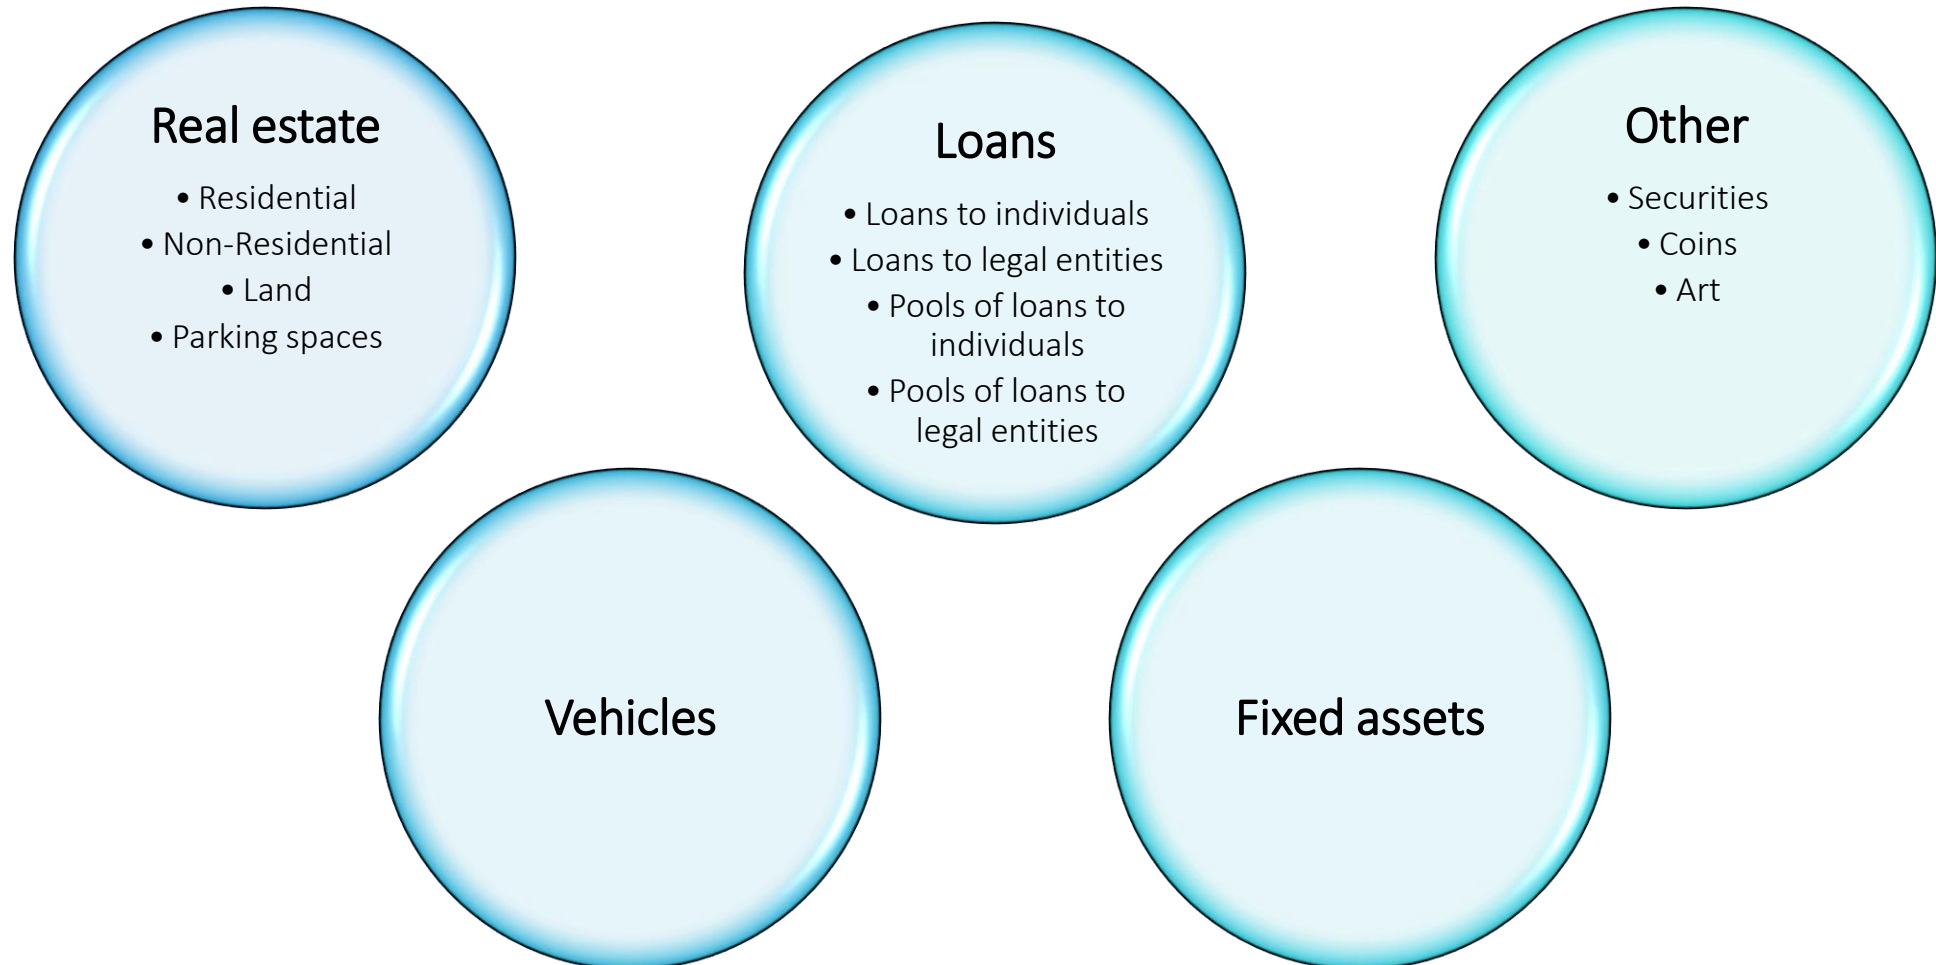 Real estate
• Residential
• Non-Residential
• Land
• Parking spaces
Loans
• Loans to individuals
• Loans to legal entities
• Pools of loans to
individuals
• Pools of loans to
legal entities
Other
• Securities
• Coins
• Art
Vehicles
Fixed assets